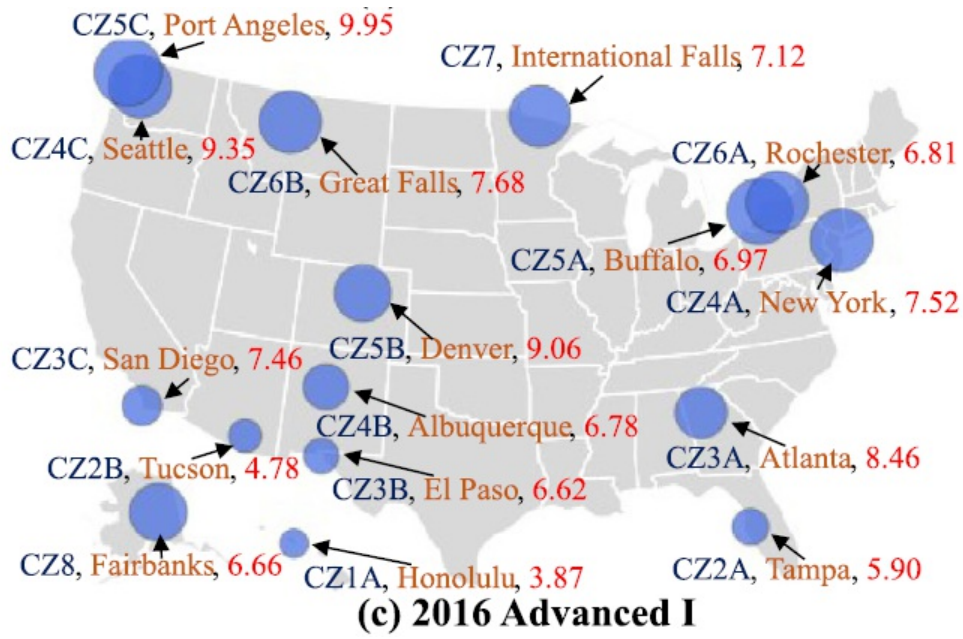 CZ5C, Port Angeles, 9.95
CZ7, International Falls, 7.12
CZ4C, Seattle, 9.35
CZ6A, Rochester, 6.81
CZ6B, Great Falls, 7.68
CZ5A, Buffalo, 6.97
CZ4A, New York, 7.52
CZ5B, Denver, 9.06
CZ3C, San Diego, 7.46
CZ4B, Albuquerque, 6.78
CZ3A, Atlanta, 8.46
CZ2B, Tucson, 4.78
CZ3B, El Paso, 6.62
CZ8, Fairbanks, 6.66
CZ1A, Honolulu, 3.87
CZ2A, Tampa, 5.90
(c) 2016 Advanced I